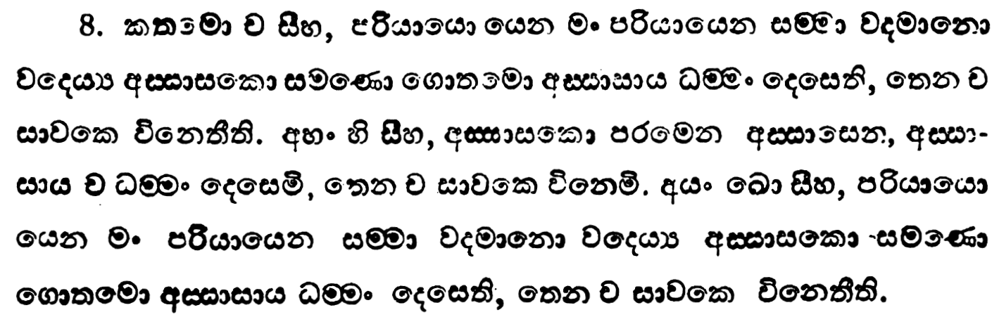 8. කතමො ච සීහ, පරියායො යෙන මං පරියායෙන සම්මා වදමානො
වදෙය්‍ය අස්සාසකො සමණො ගොතමො අස්සාසාය ධම්මං දෙසෙති, තෙන ච
සාවකෙ විනෙතීති. අහං හි සීහ, අස්සාසකො පරමෙන අස්සාසෙන, අස්සා-
සාය ච ධම්මං දෙසෙමි, තෙන ච සාවකෙ විනෙමි. අයං ඛො සීහ, පරියායො
යෙන මං පරියායෙන සම්මා වදමානො වදෙය්‍ය අස්සාසකො සමණො
ගොතමො අස්සාසාය ධම්මං දෙසෙති, තෙන ච සාවකෙ විනෙතීති.